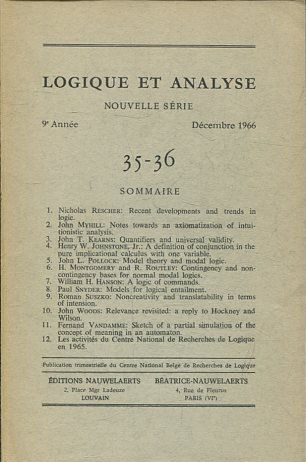 LOGIQUE ET ANALYSE
NOUVELLE SÉRIE
9e Année Décembre 1966
35-36
SOMMAIRE
1. Nicholas RESCHER: Recent developments and trends in
logic.
2. John MYHILL: Notes towards an axiomatization of intui-
tionistic analysis.
3. John T. KEARNS: Quantifiers and universal validity.
4. Henry W. JOHNSTONE, Jr.: A definition of conjunction in the
pure implicational calculus with one variable.
5. John L. POLLOCK: Model theory and modal logic.
6. H. MONTGOMERY and R. ROUTLEY: Contingency and non-
contingency bases for normal modal logics.
7. William H. HANSON: A logic of commands.
8. Paul SNYDER: Models for logical entailment.
9. Roman SUSZKO: Noncreativity and translatability in terms
of intension.
10. John WOODS: Relevance revisited: a reply to Hockney and
Wilson.
11. Fernand VANDAMME: Sketch of a partial simulation of the
concept of meaning in an automaton.
12. Les activités du Centre National de Recherches de Logique
en 1965.
Publication trimestrielle du Centre National Belge de Recherches de Logique
ÉDITIONS NAUWELAERTS BÉATRICE-NAUWELAERTS
2, Place Mgr Ladeuze 4, Rue de Fleurus
LOUVAIN PARIS (VIe)